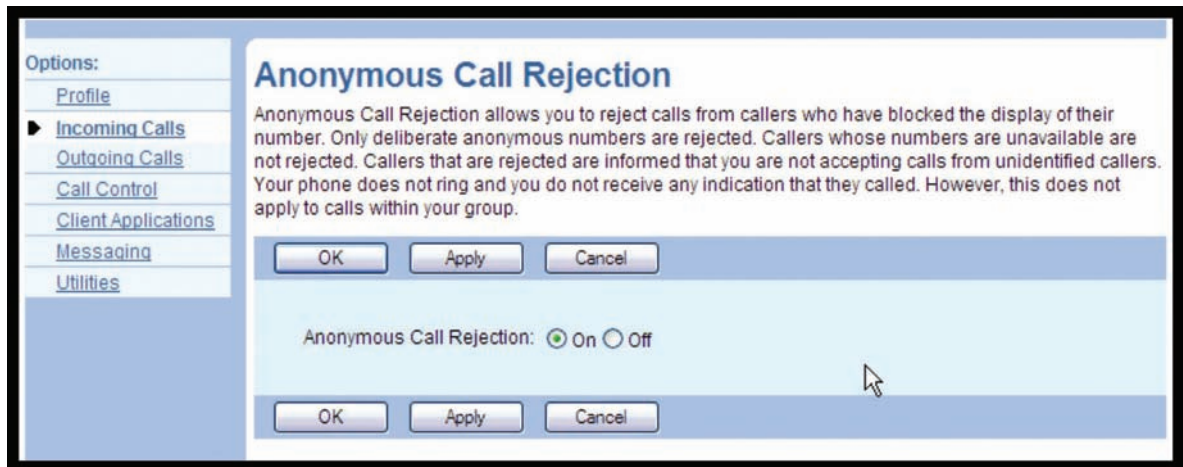 Options:
Profile
Incoming Calls
Outgoing Calls
Call Control
Client Applications
Messaging
Utilities
Anonymous Call Rejection
Anonymous Call Rejection allows you to reject calls from callers who have blocked the display of their
number. Only deliberate anonymous numbers are rejected. Callers whose numbers are unavailable are
not rejected. Callers that are rejected are informed that you are not accepting calls from unidentified callers.
Your phone does not ring and you do not receive any indication that they called. However, this does not
apply to calls within your group.
OK Apply Cancel
Anonymous Call Rejection: On Off
OK Apply Cancel